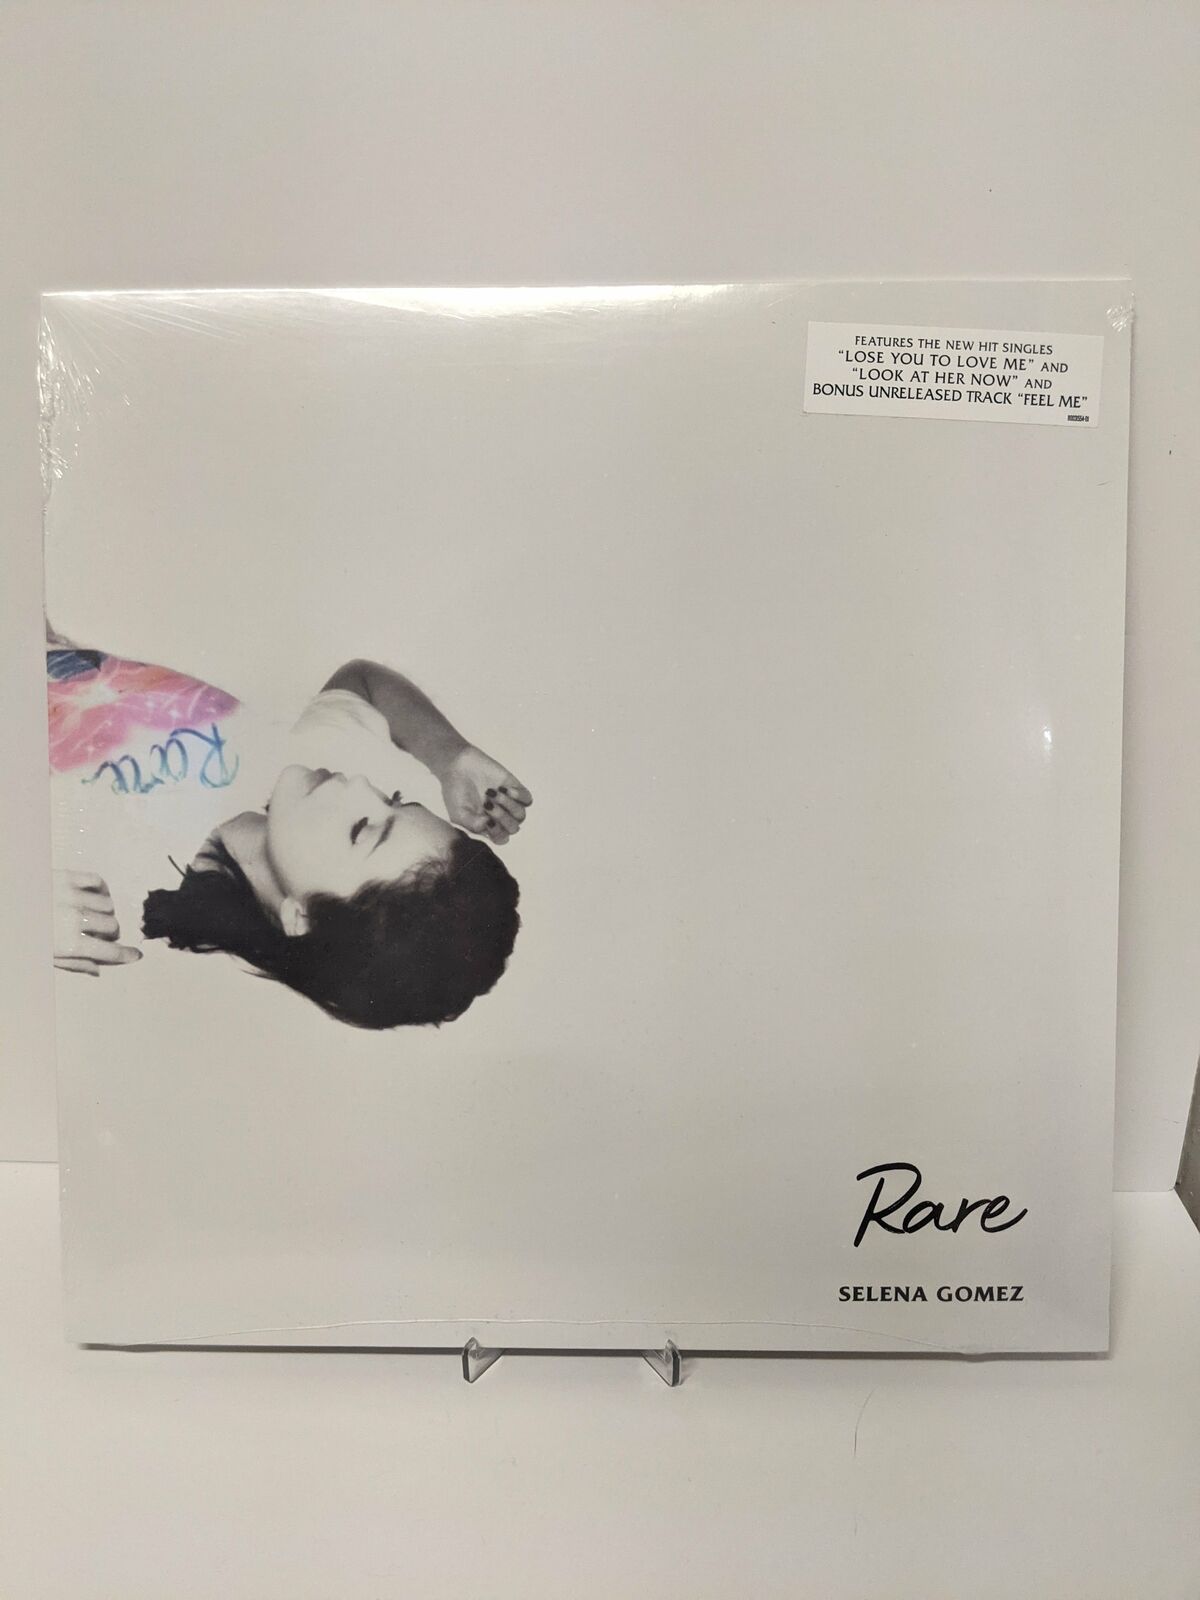 FEATURES THE NEW HIT SINGLES
“LOSE YOU TO LOVE ME” AND
“LOOK AT HER NOW” AND
BONUS UNRELEASED TRACK “FEEL ME”
Rare
Rare
SELENA GOMEZ